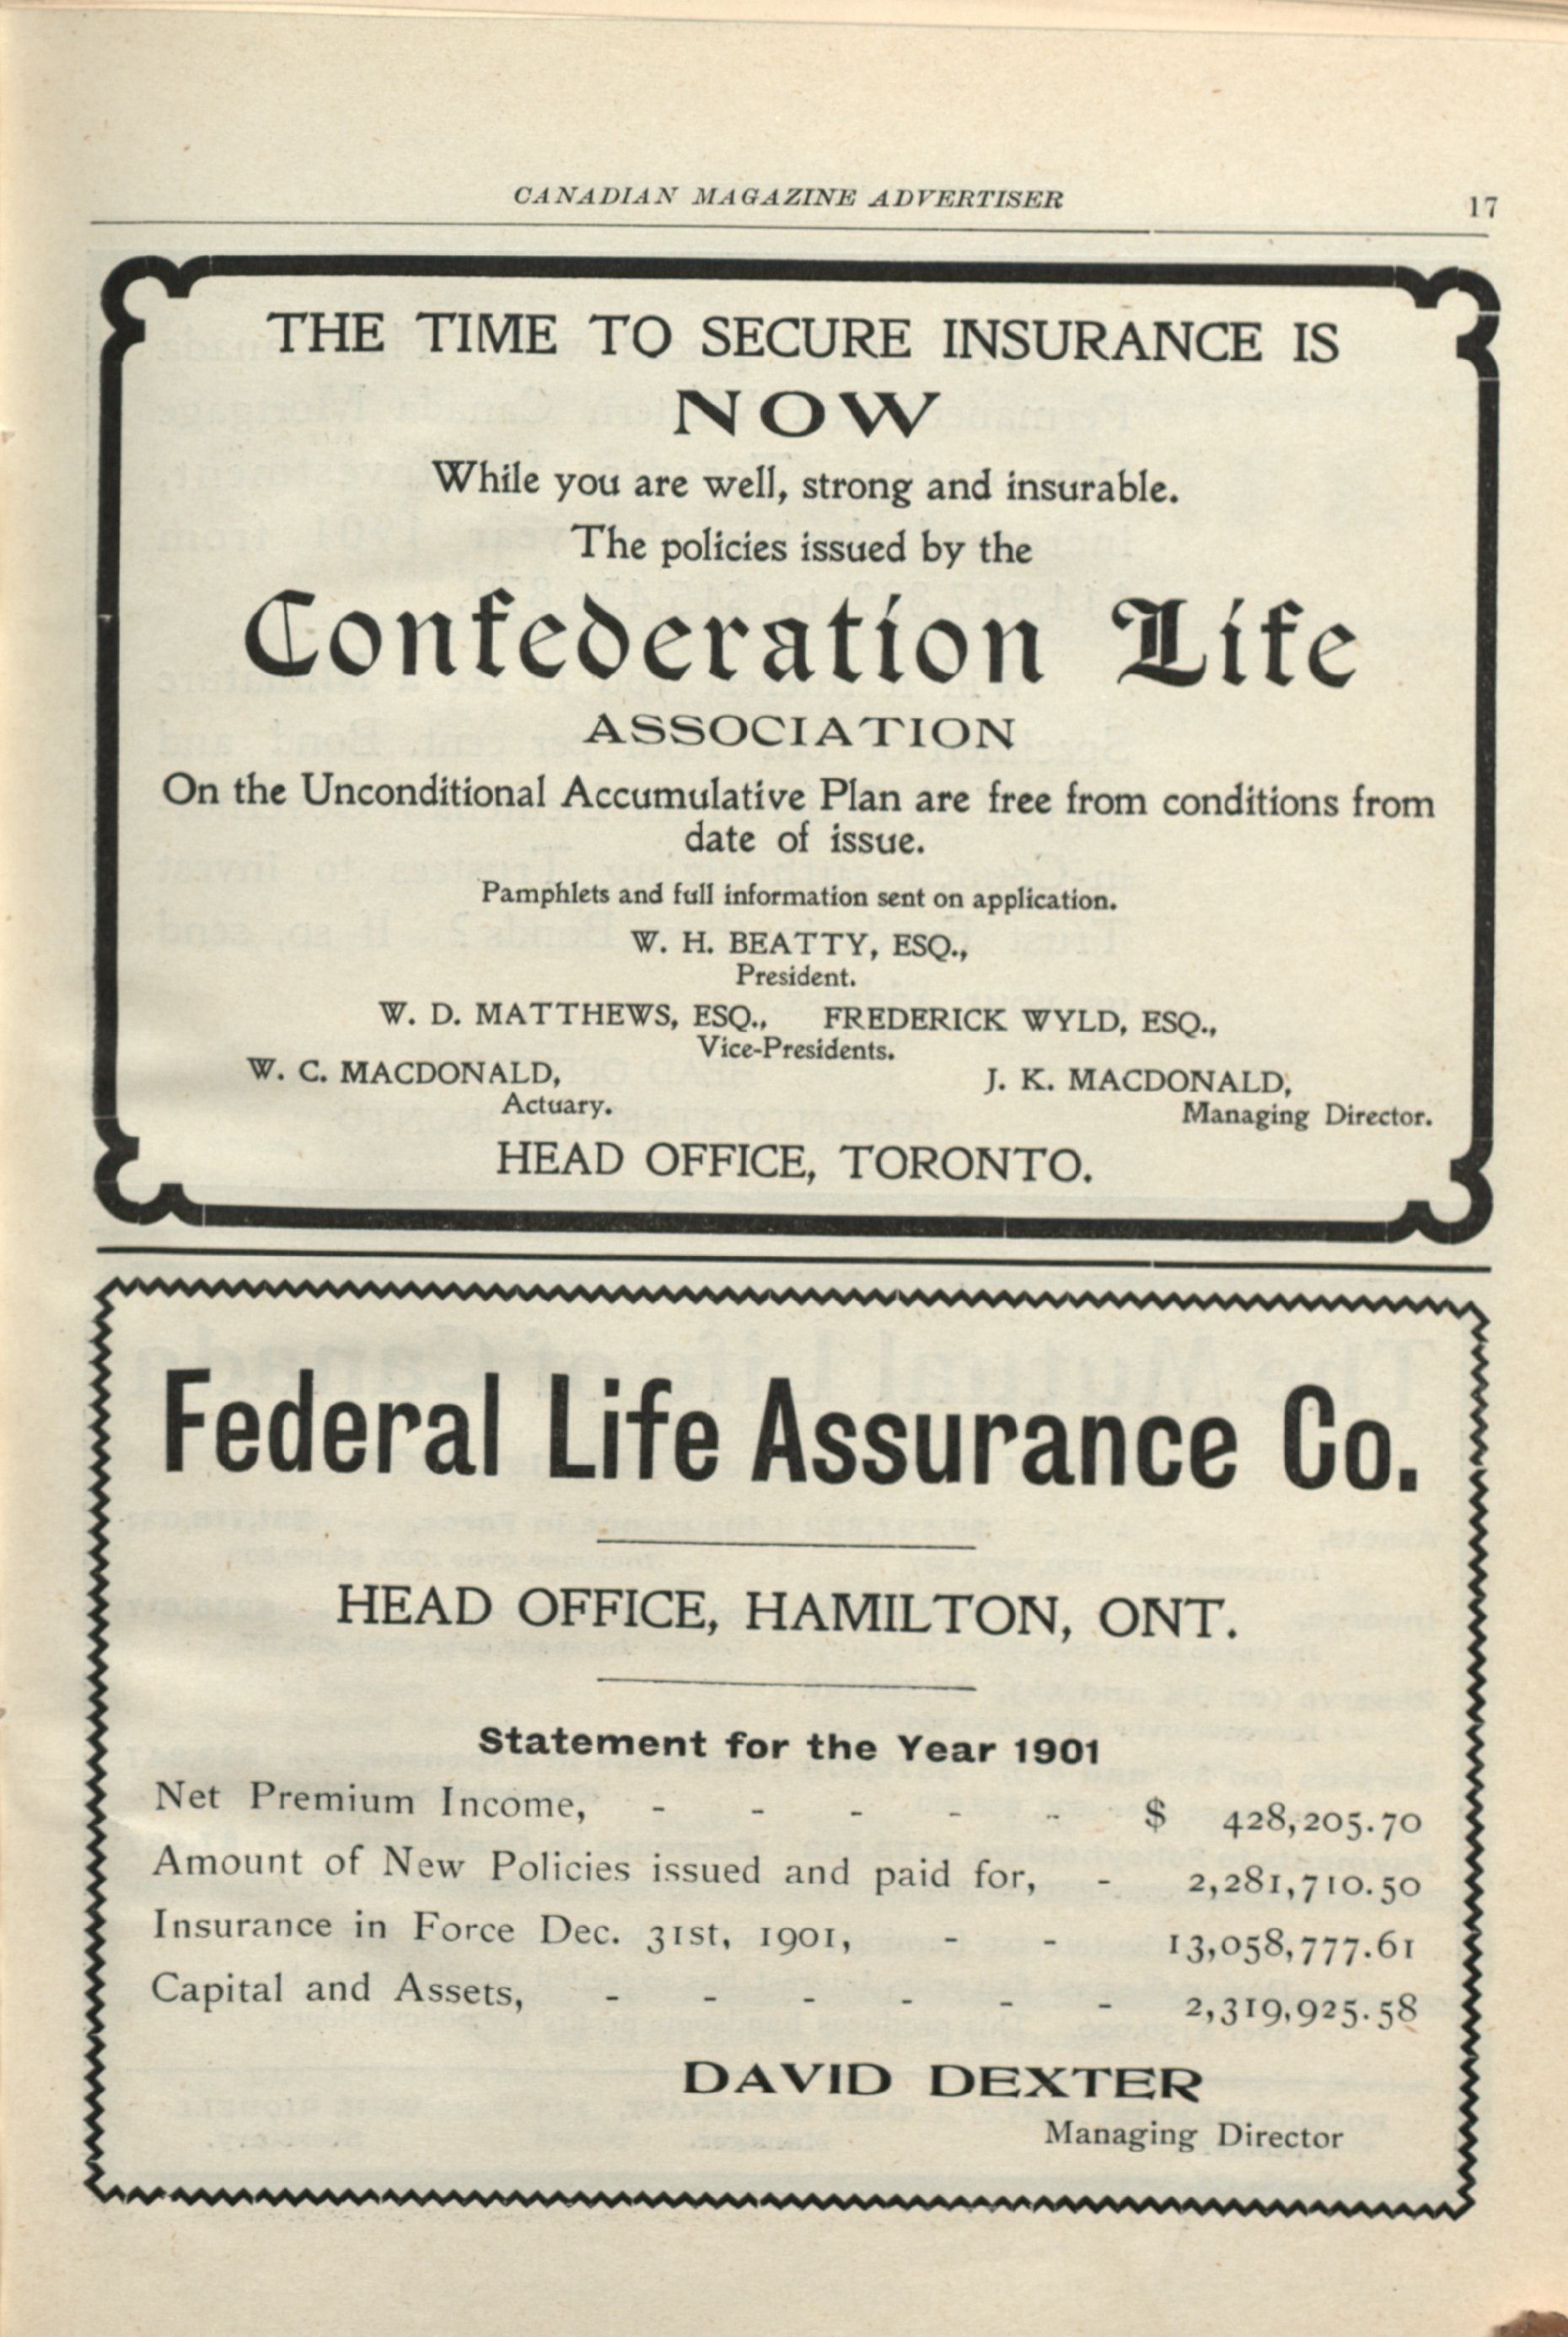 CANADIAN MAGAZINE ADVERTISER 17
THE TIME TO SECURE INSURANCE IS
NOW
While you are well, strong and insurable.
The policies issued by the
Confederation Life
ASSOCIATION
On the Unconditional Accumulative Plan are free from conditions from
date of issue.
Pamphlets and full information sent on application.
W. H. BEATTY, ESQ.,
President.
W. D. MATTHEWS, ESQ., FREDERICK WYLD, ESQ.,
Vice-Presidents.
W. C. MACDONALD, J. K. MACDONALD,
Actuary. Managing Director.
HEAD OFFICE, TORONTO.
Federal Life Assurance Co.
HEAD OFFICE, HAMILTON, ONT.
Statement for the Year 1901
Net Premium Income, - - - - - $ 428,205.70
Amount of New Policies issued and paid for, - 2,281,710.50
Insurance in Force Dec. 31st, 1901, - - 13,058,777.61
Capital and Assets, - - - - - - 2,319,925.58
DAVID DEXTER
Managing Director